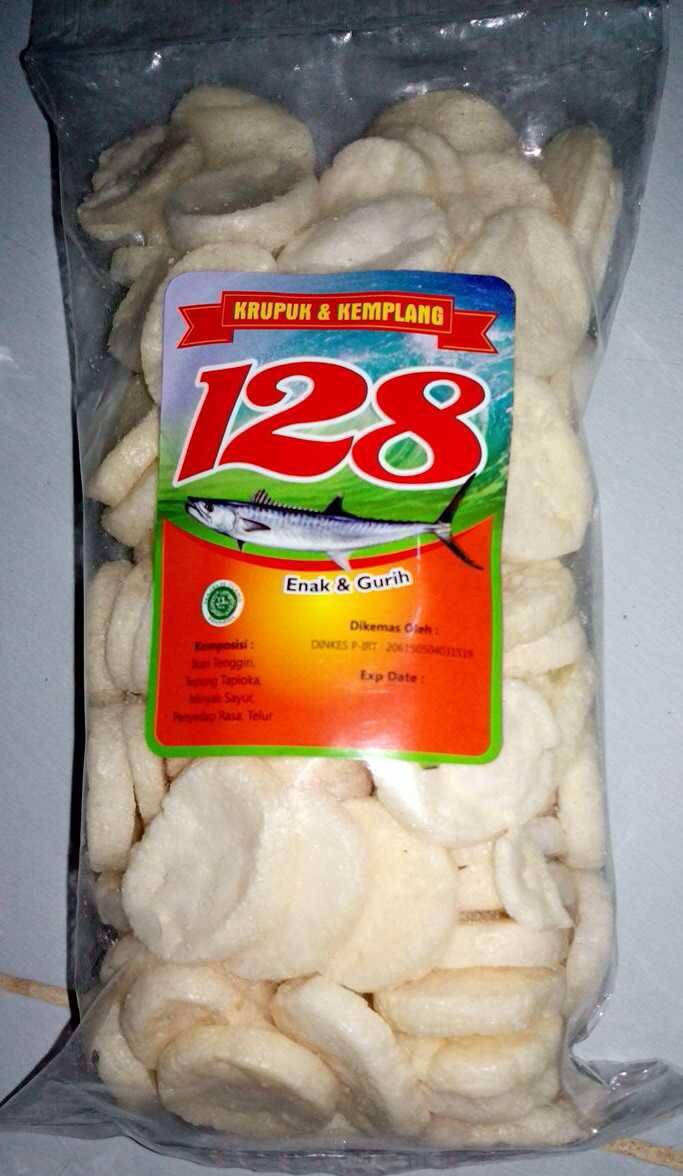 KRUPUK & KEMPLANG
128
Enak & Gurih
Komposisi :
Ikan Tenggiri,
Tepung Tapioka,
Minyak Sayur,
Penyedap Rasa, Telur
Dikemas Oleh :
DINKES P-IRT :
Exp Date :